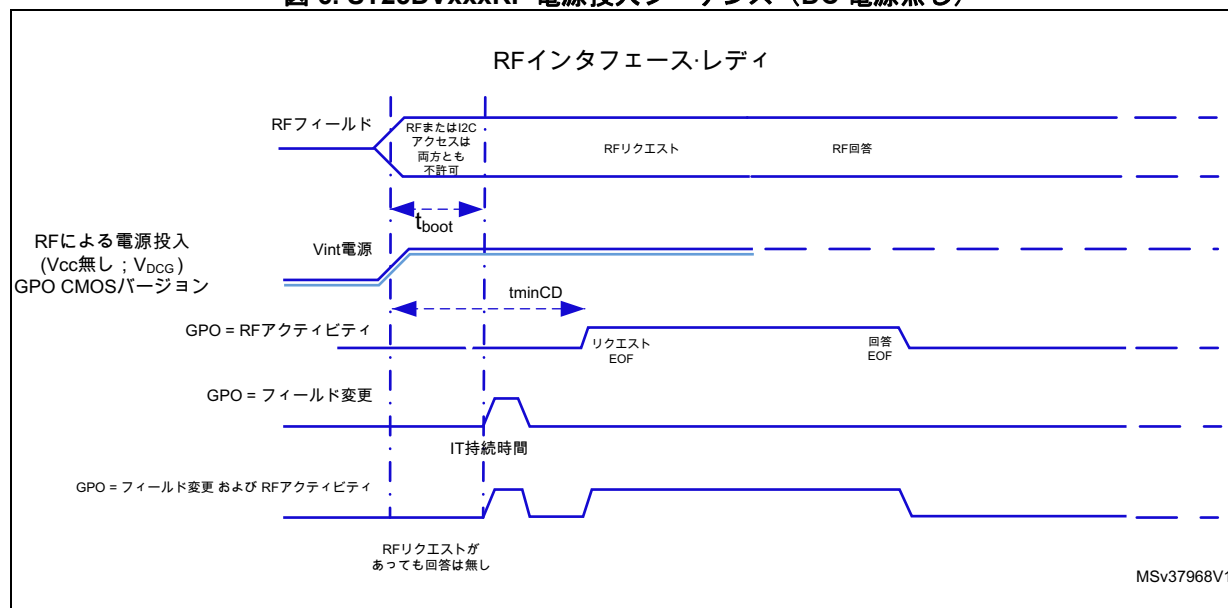 RFインタフェース·レディ
RFフィールド
RFまたはI2C
アクセスは
両方とも
不許可
RFリクエスト
RF回答
tboot
RFによる電源投入
(Vcc無し ; VDCG)
GPO CMOSバージョン
Vint電源
tminCD
GPO = RFアクティビティ
リクエスト
EOF
回答
EOF
GPO = フィールド変更
IT持続時間
GPO = フィールド変更 および RFアクティビティ
RFリクエストが
あっても回答は無し
MSv37968V1